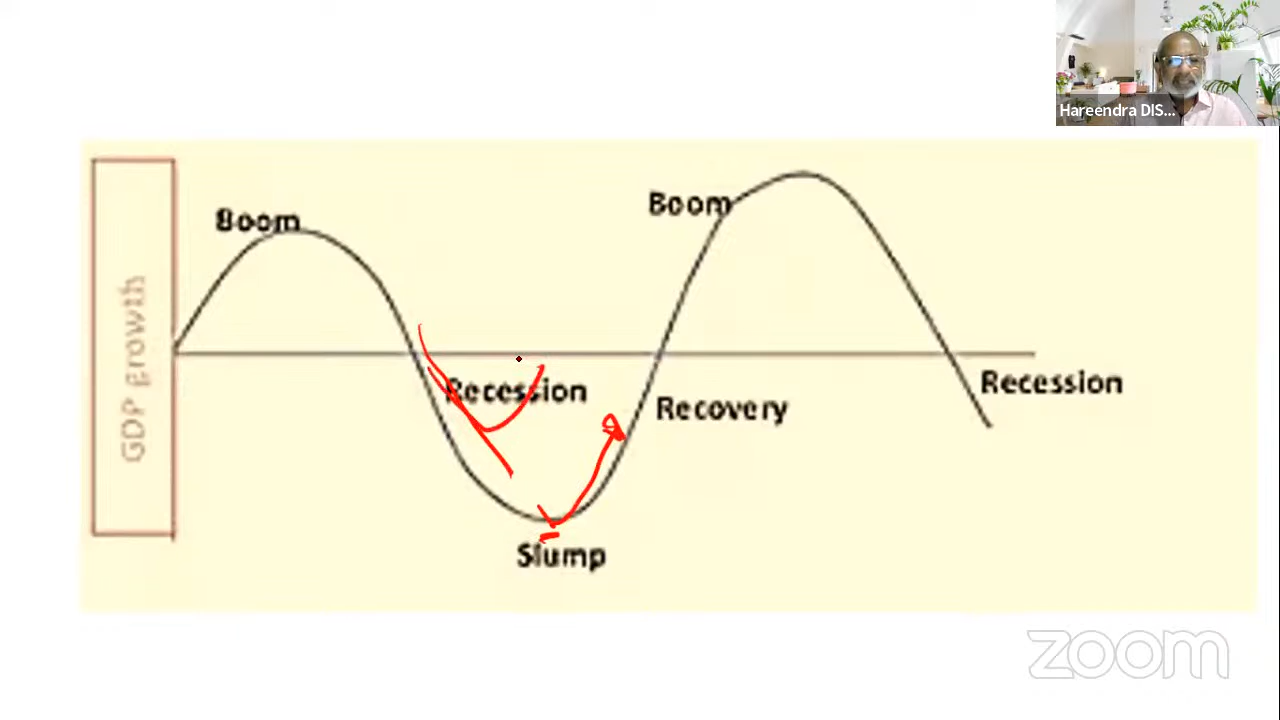 Hareendra DIS...
Boom
Boom
GDP growth
Recession
Recession
Recovery
Slump
zoom